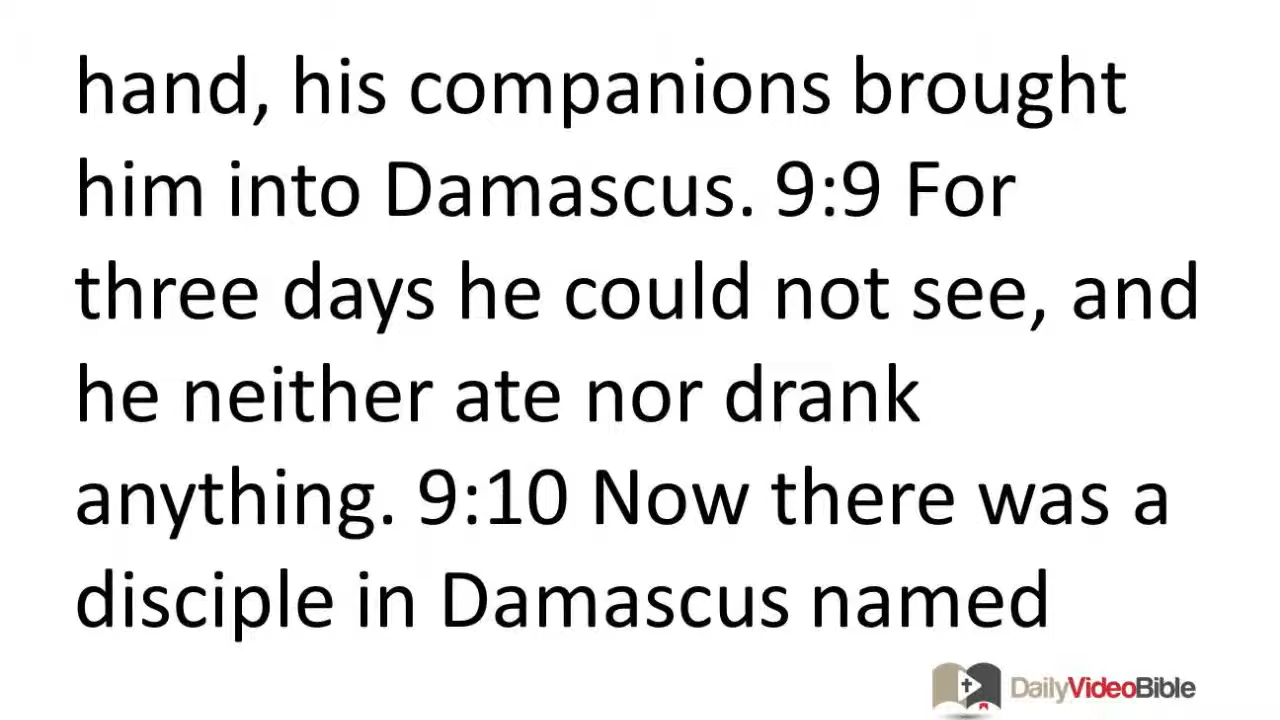 hand, his companions brought
him into Damascus. 9:9 For
three days he could not see, and
he neither ate nor drank
anything. 9:10 Now there was a
disciple in Damascus named
DailyVideoBible